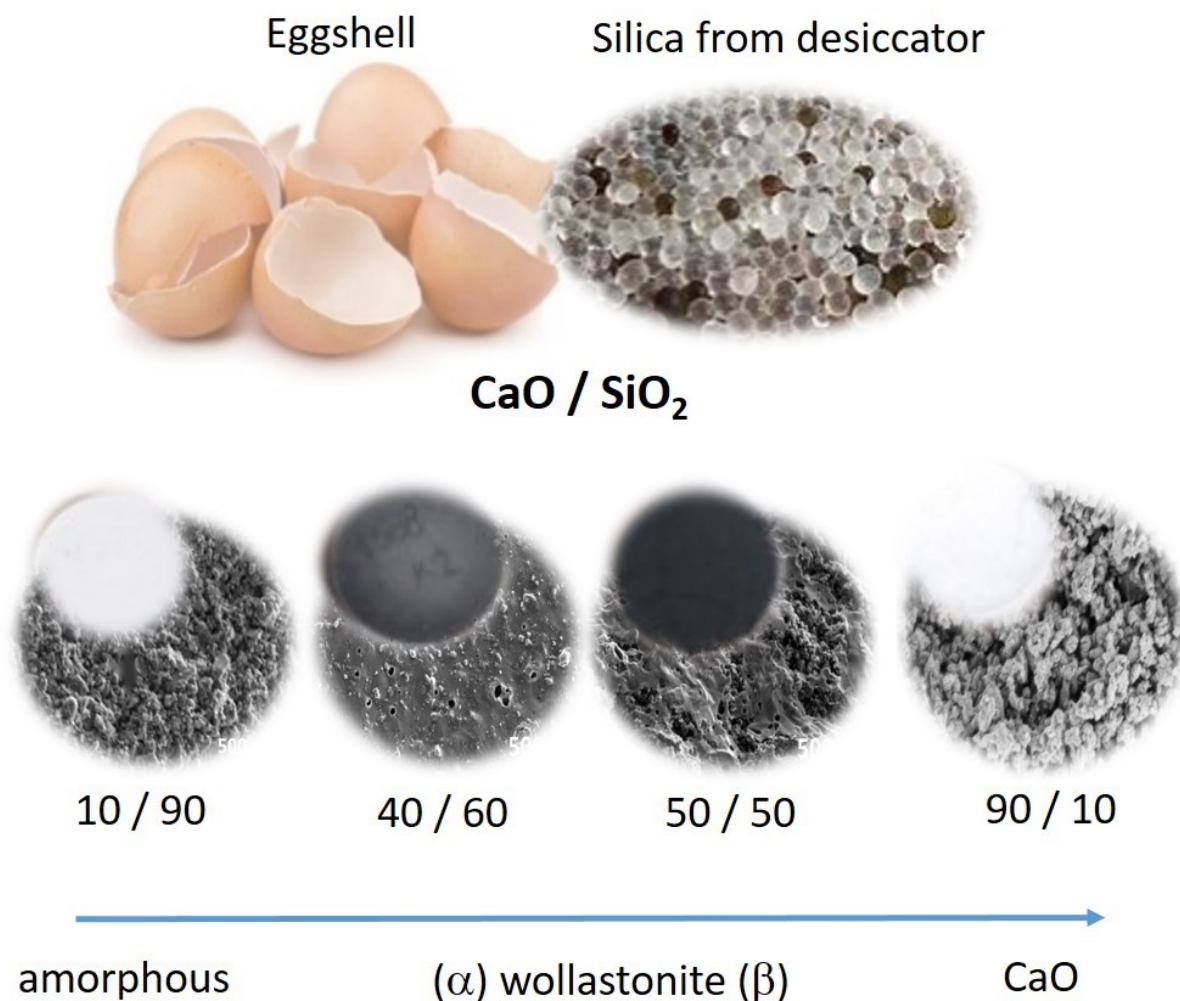 Eggshell
Silica from desiccator
CaO / SiO₂
10 / 90
40 / 60
50 / 50
90 / 10
amorphous
(α) wollastonite (β)
CaO